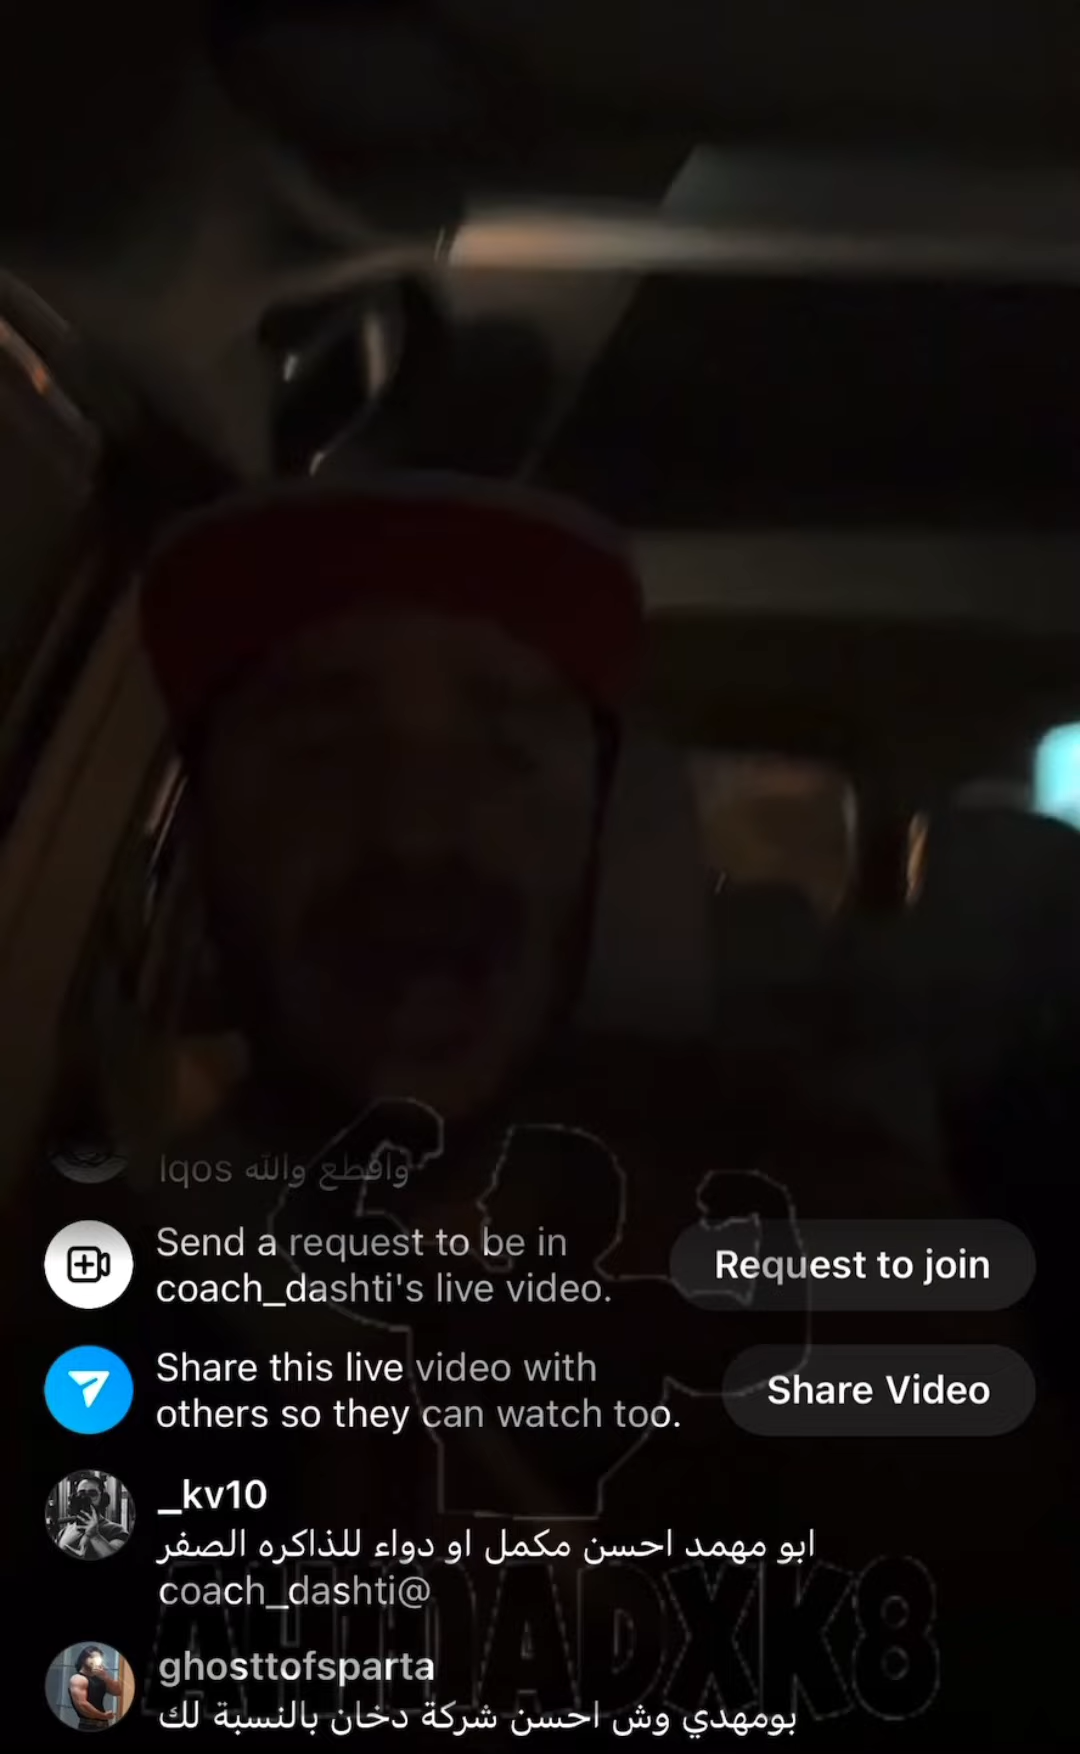 Iqos واقطع والله
Send a request to be in
coach_dashti's live video.
Request to join
Share this live video with
others so they can watch too.
Share Video
_kv10
ابو مهمد احسن مكمل او دواء للذاكره الصفر
coach_dashti@
ghosttofsparta
بومهدي وش احسن شركة دخان بالنسبة لك
AHMADXK8